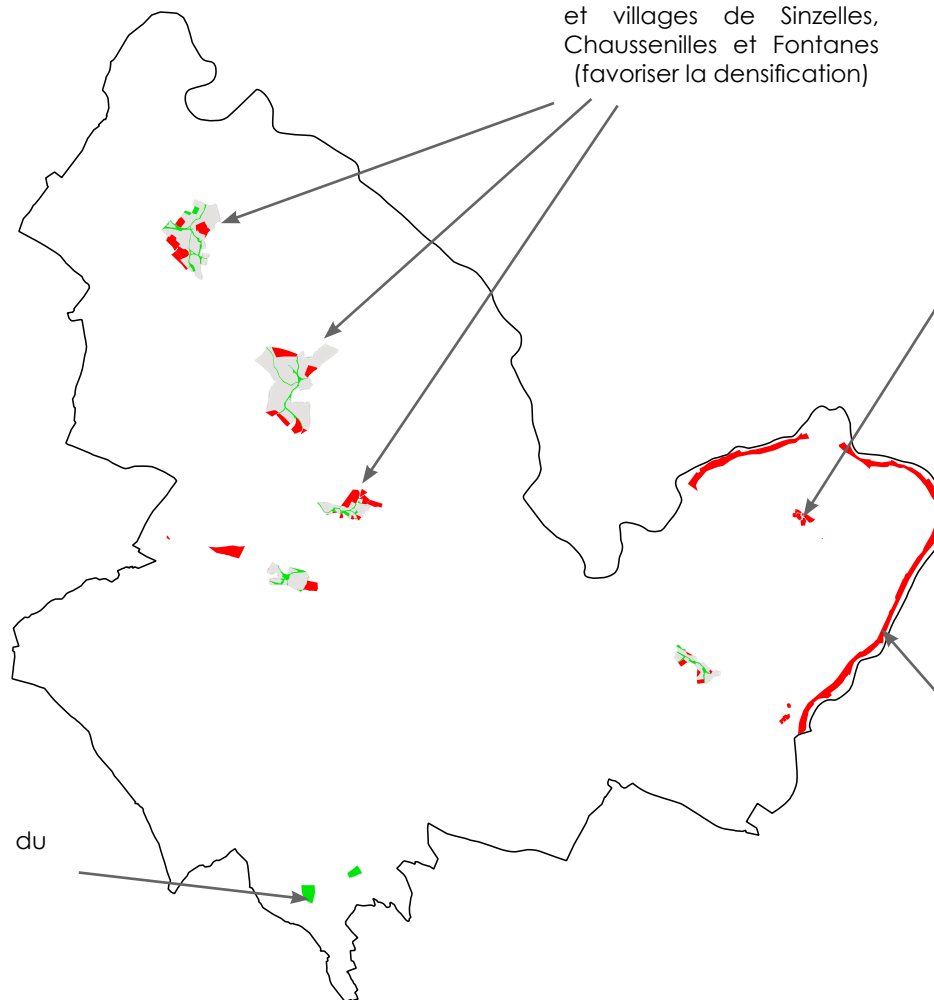 et villages de Sinzelles,
Chaussenilles et Fontanes
(favoriser la densification)
du